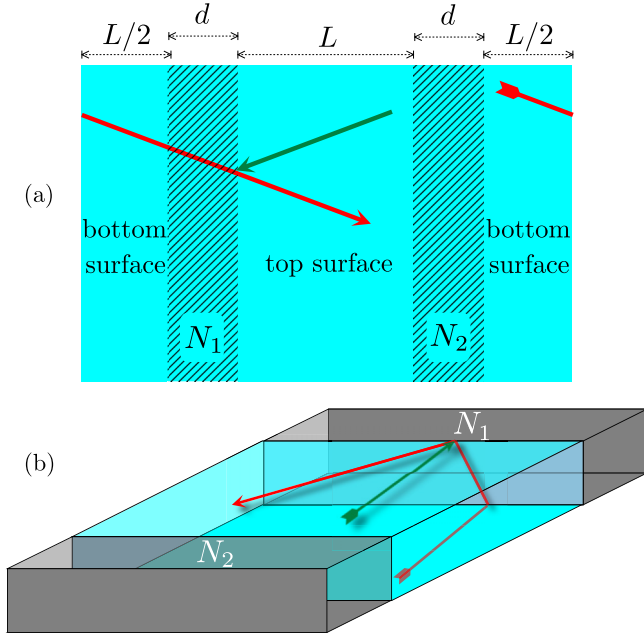 L/2 d L d L/2
(a)
bottom
surface
top surface
bottom
surface
N₁
N₂
(b)
N₁
N₂